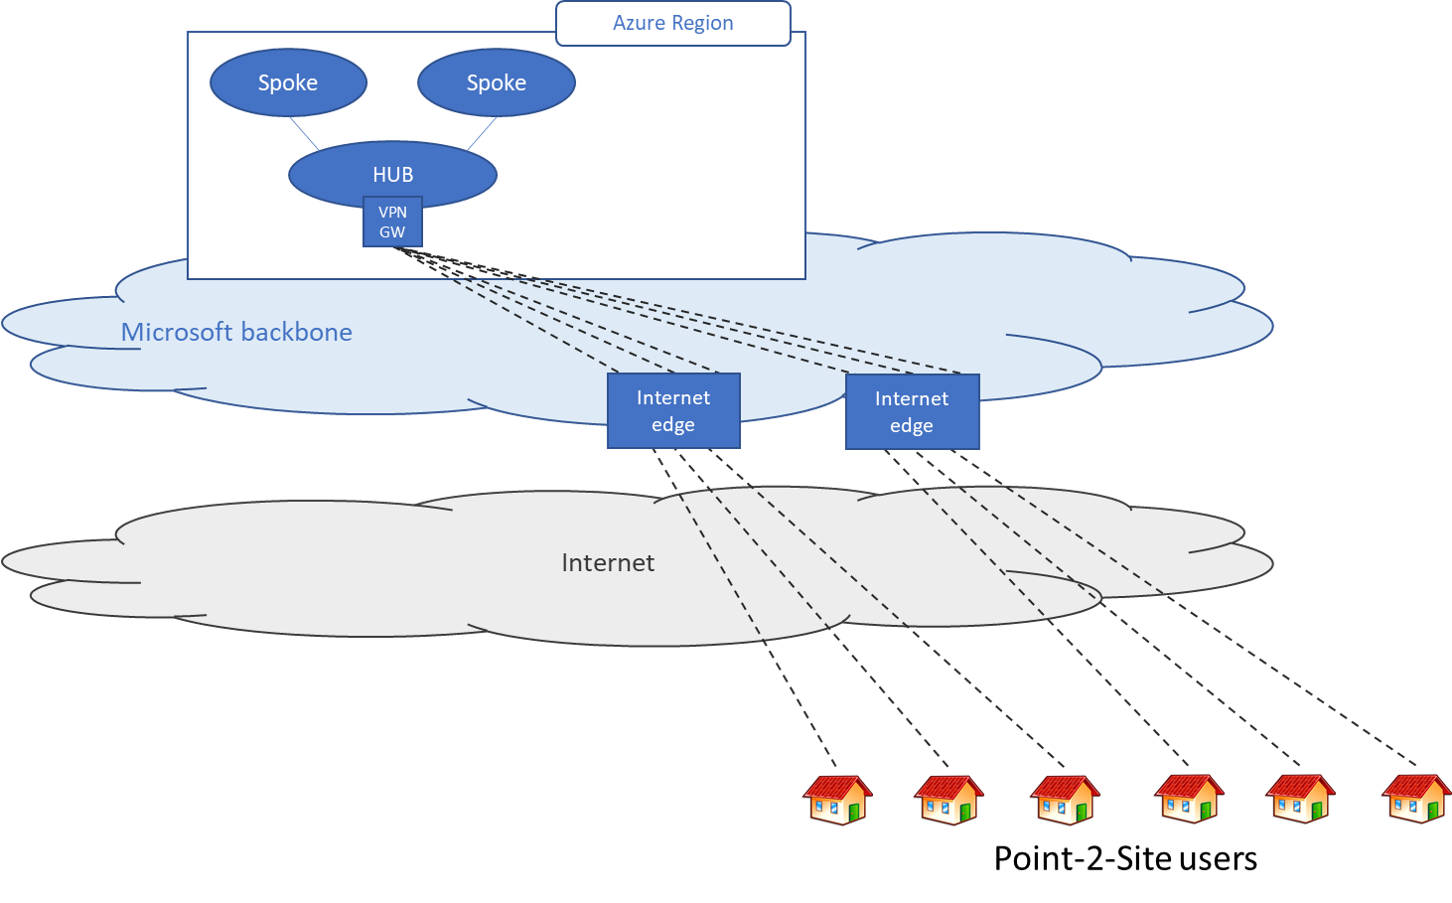 Azure Region
Spoke
Spoke
HUB
VPN
GW
Microsoft backbone
Internet
edge
Internet
edge
Internet
Point-2-Site users